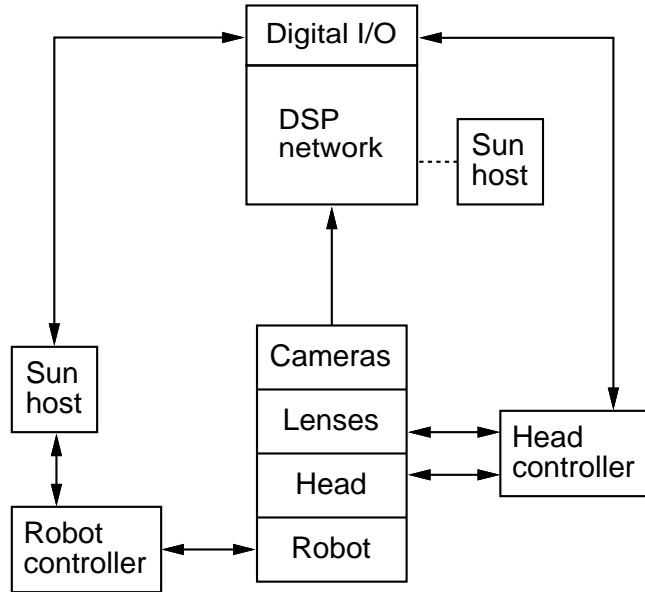 Digital I/O
DSP
network
Sun
host
Cameras
Sun
host
Lenses
Head
controller
Head
Robot
controller
Robot